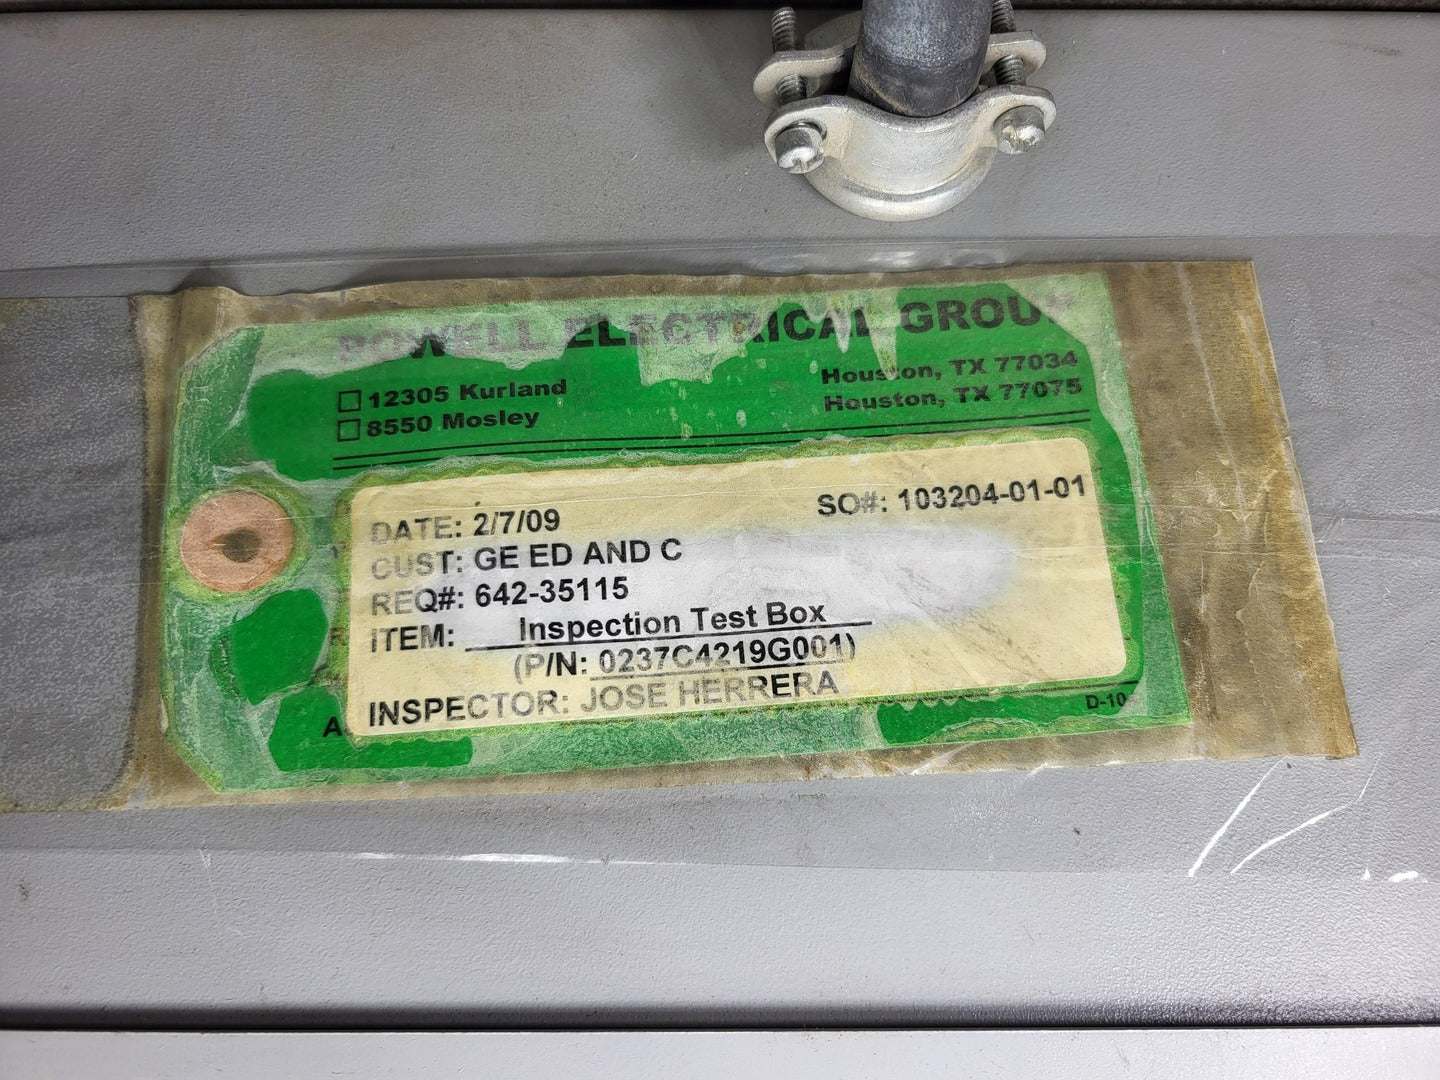 POWELL ELECTRICAL GROUP
12305 Kurland Houston, TX 77034
8550 Mosley Houston, TX 77075
DATE: 2/7/09 SO#: 103204-01-01
CUST: GE ED AND C
REQ#: 642-35115
ITEM: Inspection Test Box
(P/N: 0237C4219G001)
INSPECTOR: JOSE HERRERA
D-10